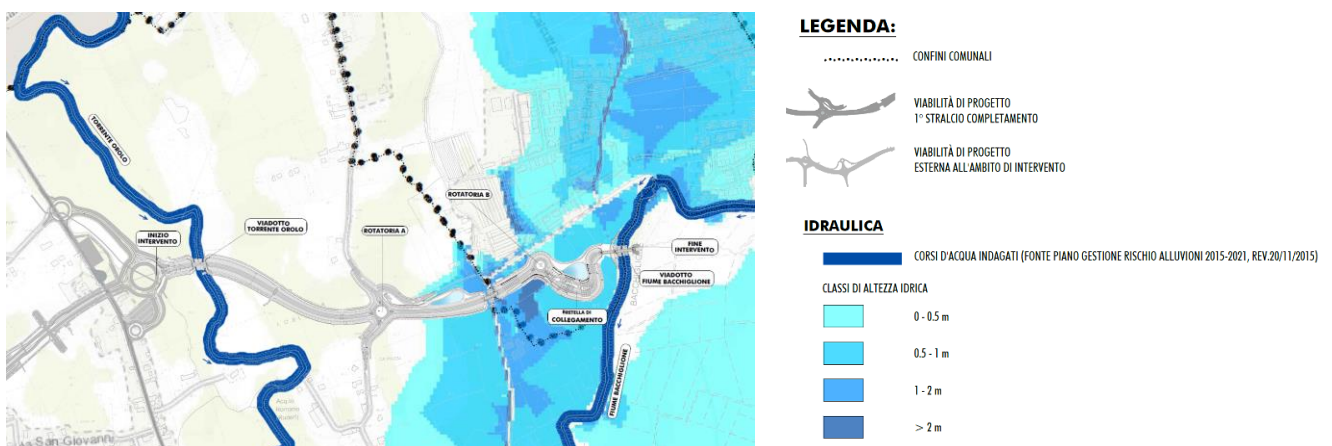 TORRENTE OROLO
INIZIO
INTERVENTO
VIADOTTO
TORRENTE OROLO
ROTATORIA A
ROTATORIA B
FINE
INTERVENTO
VIADOTTO
FIUME BACCHIGLIONE
BRETELLA DI
COLLEGAMENTO
FIUME BACCHIGLIONE
San Giovanni
LEGENDA:
CONFINI COMUNALI
VIABILITÀ DI PROGETTO
1° STRALCIO COMPLETAMENTO
VIABILITÀ DI PROGETTO
ESTERNA ALL'AMBITO DI INTERVENTO
IDRAULICA
CORSI D'ACQUA INDAGATI (FONTE PIANO GESTIONE RISCHIO ALLUVIONI 2015-2021, REV.20/11/2015)
CLASSI DI ALTEZZA IDRICA
0 - 0.5 m
0.5 - 1 m
1 - 2 m
> 2 m